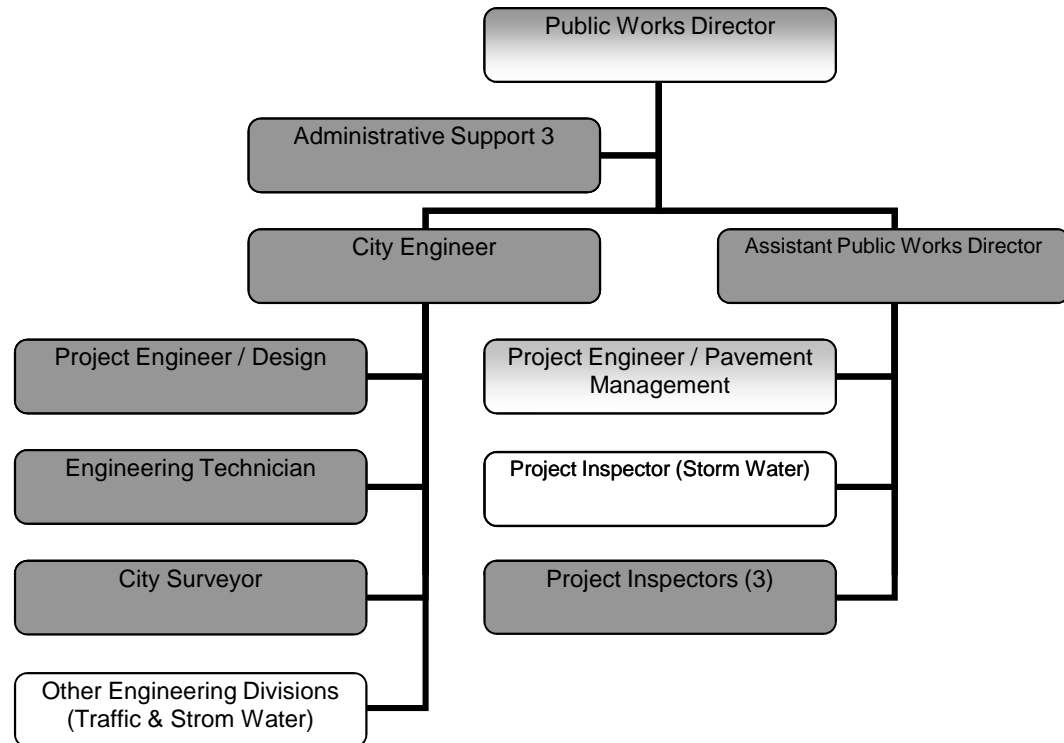 Public Works Director
Administrative Support 3
City Engineer
Assistant Public Works Director
Project Engineer / Design
Project Engineer / Pavement
Management
Engineering Technician
Project Inspector (Storm Water)
City Surveyor
Project Inspectors (3)
Other Engineering Divisions
(Traffic & Strom Water)